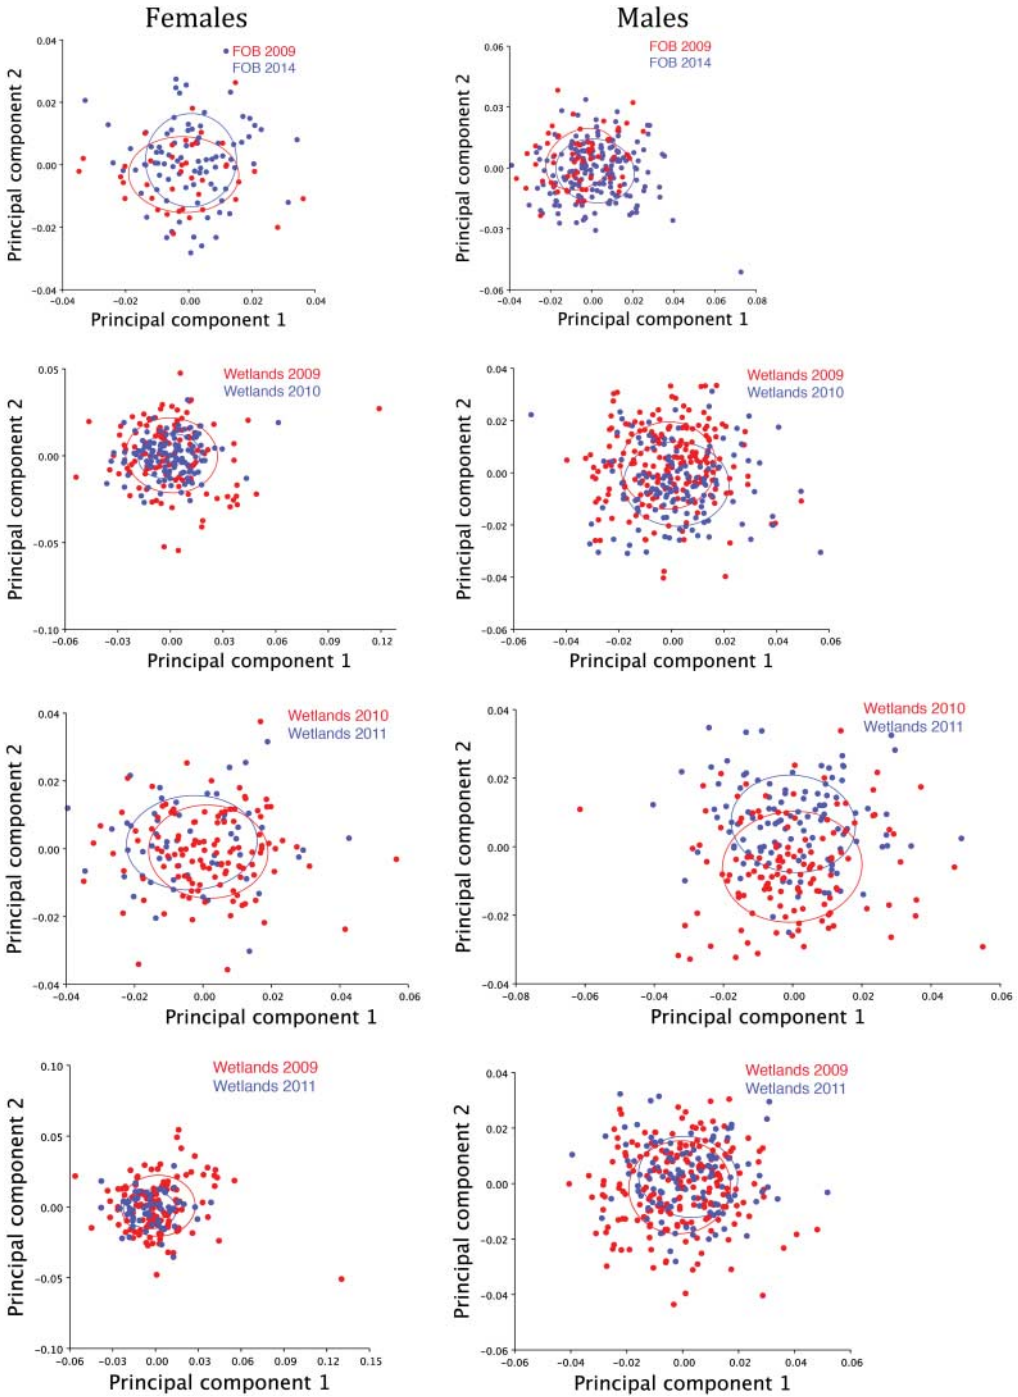 Females
Males
FOB 2009
FOB 2014
Principal component 2
0.04
0.02
0.00
−0.02
−0.04
−0.04 −0.02 0.00 0.02 0.04
Principal component 1
FOB 2009
FOB 2014
Principal component 2
0.06
0.03
0.00
−0.03
−0.06
−0.04 −0.02 0.00 0.02 0.04 0.06 0.08
Principal component 1
Wetlands 2009
Wetlands 2010
Principal component 2
0.05
0.00
−0.05
−0.10
−0.06 −0.03 0.00 0.03 0.06 0.09 0.12
Principal component 1
Wetlands 2009
Wetlands 2010
Principal component 2
0.04
0.02
0.00
−0.02
−0.04
−0.06
−0.06 −0.04 −0.02 0.00 0.02 0.04 0.06
Principal component 1
Wetlands 2010
Wetlands 2011
Principal component 2
0.04
0.02
0.00
−0.02
−0.04
−0.04 −0.02 0.00 0.02 0.04 0.06
Principal component 1
Wetlands 2010
Wetlands 2011
Principal component 2
0.04
0.02
0.00
−0.02
−0.04
−0.08 −0.06 −0.04 −0.02 0.00 0.02 0.04 0.06
Principal component 1
Wetlands 2009
Wetlands 2011
Principal component 2
0.10
0.05
0.00
−0.05
−0.10
−0.06 −0.03 0.00 0.03 0.06 0.09 0.12 0.15
Principal component 1
Wetlands 2009
Wetlands 2011
Principal component 2
0.04
0.02
0.00
−0.02
−0.04
−0.06
−0.06 −0.04 −0.02 0.00 0.02 0.04 0.06
Principal component 1